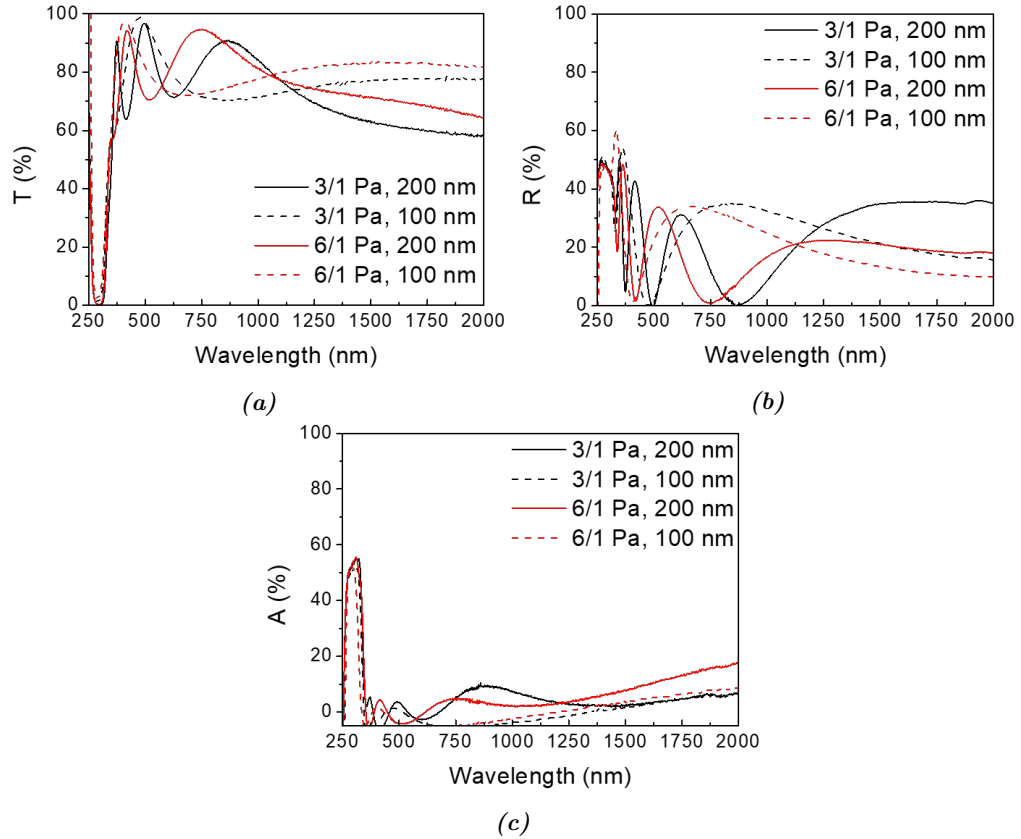 100
80
60
40
20
0
T (%)
3/1 Pa, 200 nm
3/1 Pa, 100 nm
6/1 Pa, 200 nm
6/1 Pa, 100 nm
250 500 750 1000 1250 1500 1750 2000
Wavelength (nm)
(a)
100
80
60
40
20
0
R (%)
3/1 Pa, 200 nm
3/1 Pa, 100 nm
6/1 Pa, 200 nm
6/1 Pa, 100 nm
250 500 750 1000 1250 1500 1750 2000
Wavelength (nm)
(b)
100
80
60
40
20
0
A (%)
3/1 Pa, 200 nm
3/1 Pa, 100 nm
6/1 Pa, 200 nm
6/1 Pa, 100 nm
250 500 750 1000 1250 1500 1750 2000
Wavelength (nm)
(c)